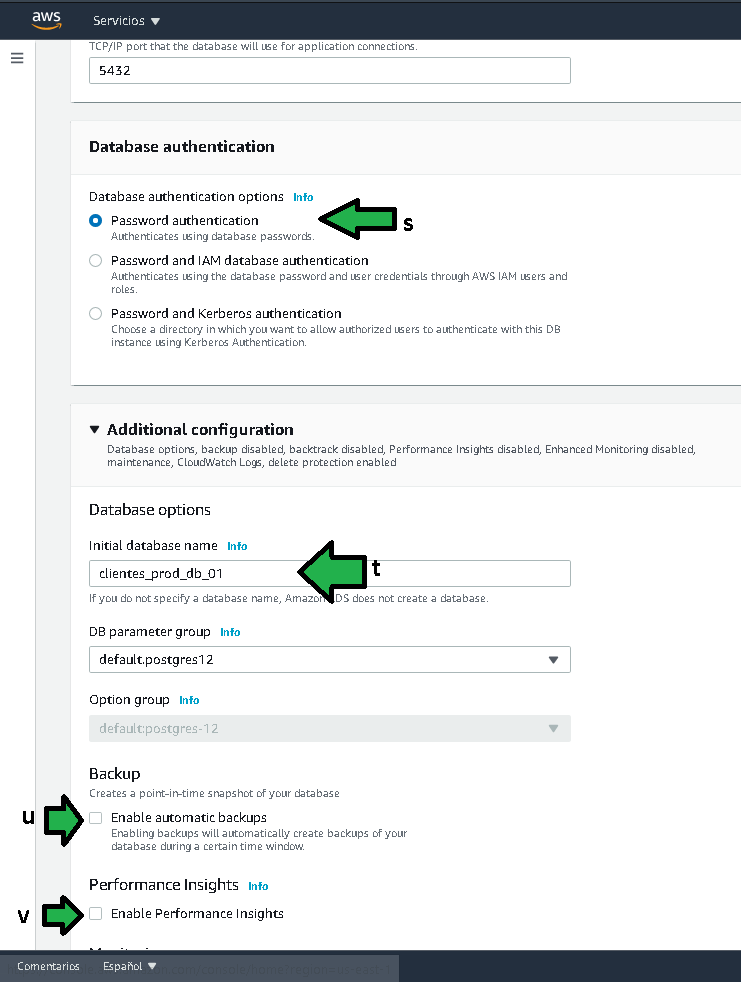 aws
Servicios ▼
TCP/IP port that the database will use for application connections.
5432
Database authentication
Database authentication options Info
Password authentication
s
Authenticates using database passwords.
Password and IAM database authentication
Authenticates using the database password and user credentials through AWS IAM users and
roles.
Password and Kerberos authentication
Choose a directory in which you want to allow authorized users to authenticate with this DB
instance using Kerberos Authentication.
Additional configuration
Database options, backup disabled, backtrack disabled, Performance Insights disabled, Enhanced Monitoring disabled,
maintenance, CloudWatch Logs, delete protection enabled
Database options
Initial database name Info
clientes_prod_db_01
t
If you do not specify a database name, Amazon DS does not create a database.
DB parameter group Info
default.postgres12
Option group Info
default:postgres-12
Backup
Creates a point-in-time snapshot of your database
u
Enable automatic backups
Enabling backups will automatically create backups of your
database during a certain time window.
Performance Insights Info
v
Enable Performance Insights
Comentarios Español ▼